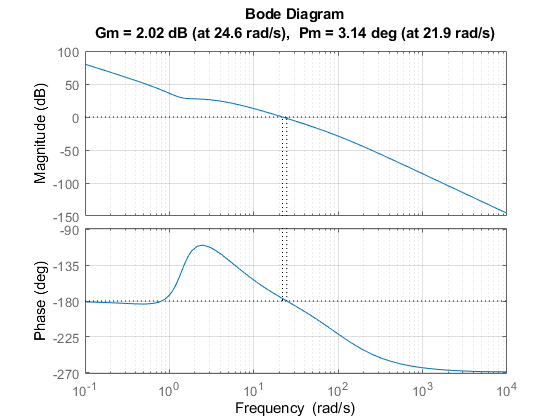 Bode Diagram
Gm = 2.02 dB (at 24.6 rad/s),  Pm = 3.14 deg (at 21.9 rad/s)
Magnitude (dB)
100
50
0
-50
-100
-150
Phase (deg)
-90
-135
-180
-225
-270
10^-1 10^0 10^1 10^2 10^3 10^4
Frequency  (rad/s)